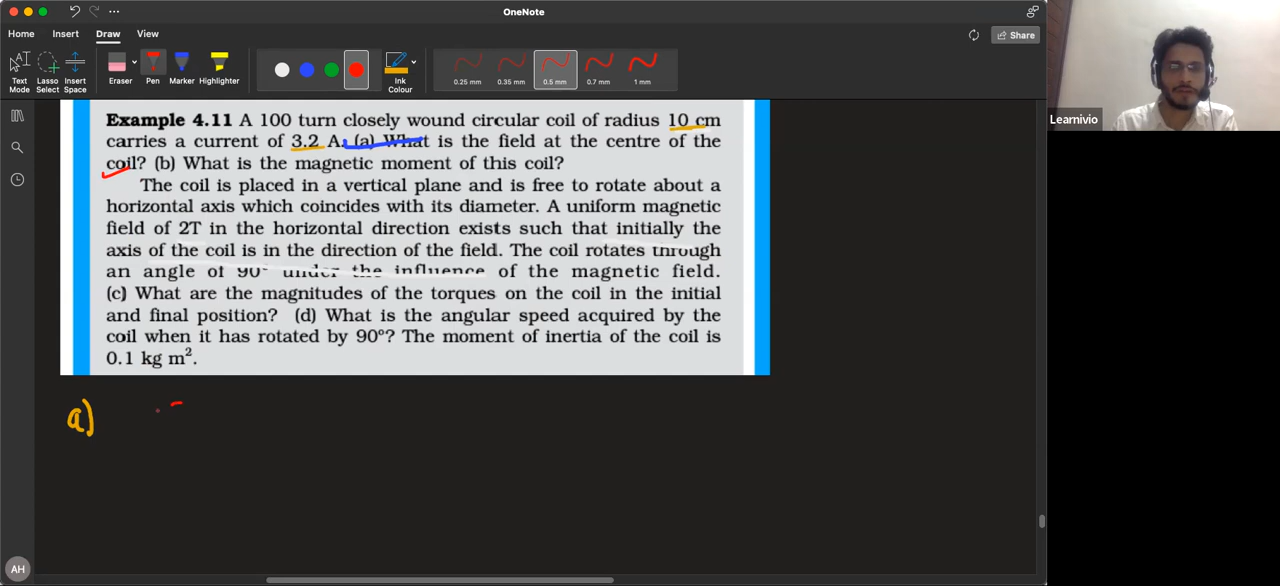 OneNote
Home Insert Draw View
Share
Text Mode
Lasso Select
Insert Space
Eraser
Pen
Marker
Highlighter
Ink Colour
0.25 mm
0.35 mm
0.5 mm
0.7 mm
1 mm
Example 4.11 A 100 turn closely wound circular coil of radius 10 cm
carries a current of 3.2 A. (a) What is the field at the centre of the
coil? (b) What is the magnetic moment of this coil?
The coil is placed in a vertical plane and is free to rotate about a
horizontal axis which coincides with its diameter. A uniform magnetic
field of 2T in the horizontal direction exists such that initially the
axis of the coil is in the direction of the field. The coil rotates through
an angle of 90° under the influence of the magnetic field.
(c) What are the magnitudes of the torques on the coil in the initial
and final position? (d) What is the angular speed acquired by the
coil when it has rotated by 90°? The moment of inertia of the coil is
0.1 kg m².
a)
AH
Learnivio